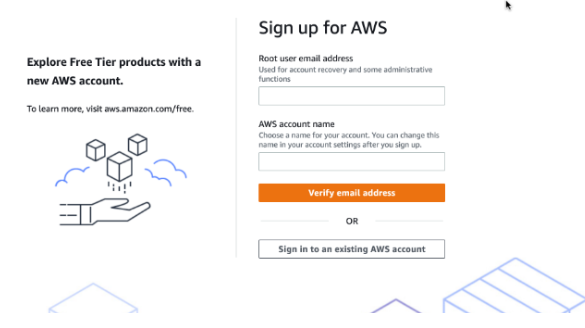 Sign up for AWS
Explore Free Tier products with a
new AWS account.
To learn more, visit aws.amazon.com/free.
Root user email address
Used for account recovery and some administrative
functions
AWS account name
Choose a name for your account. You can change this
name in your account settings after you sign up.
Verify email address
OR
Sign in to an existing AWS account